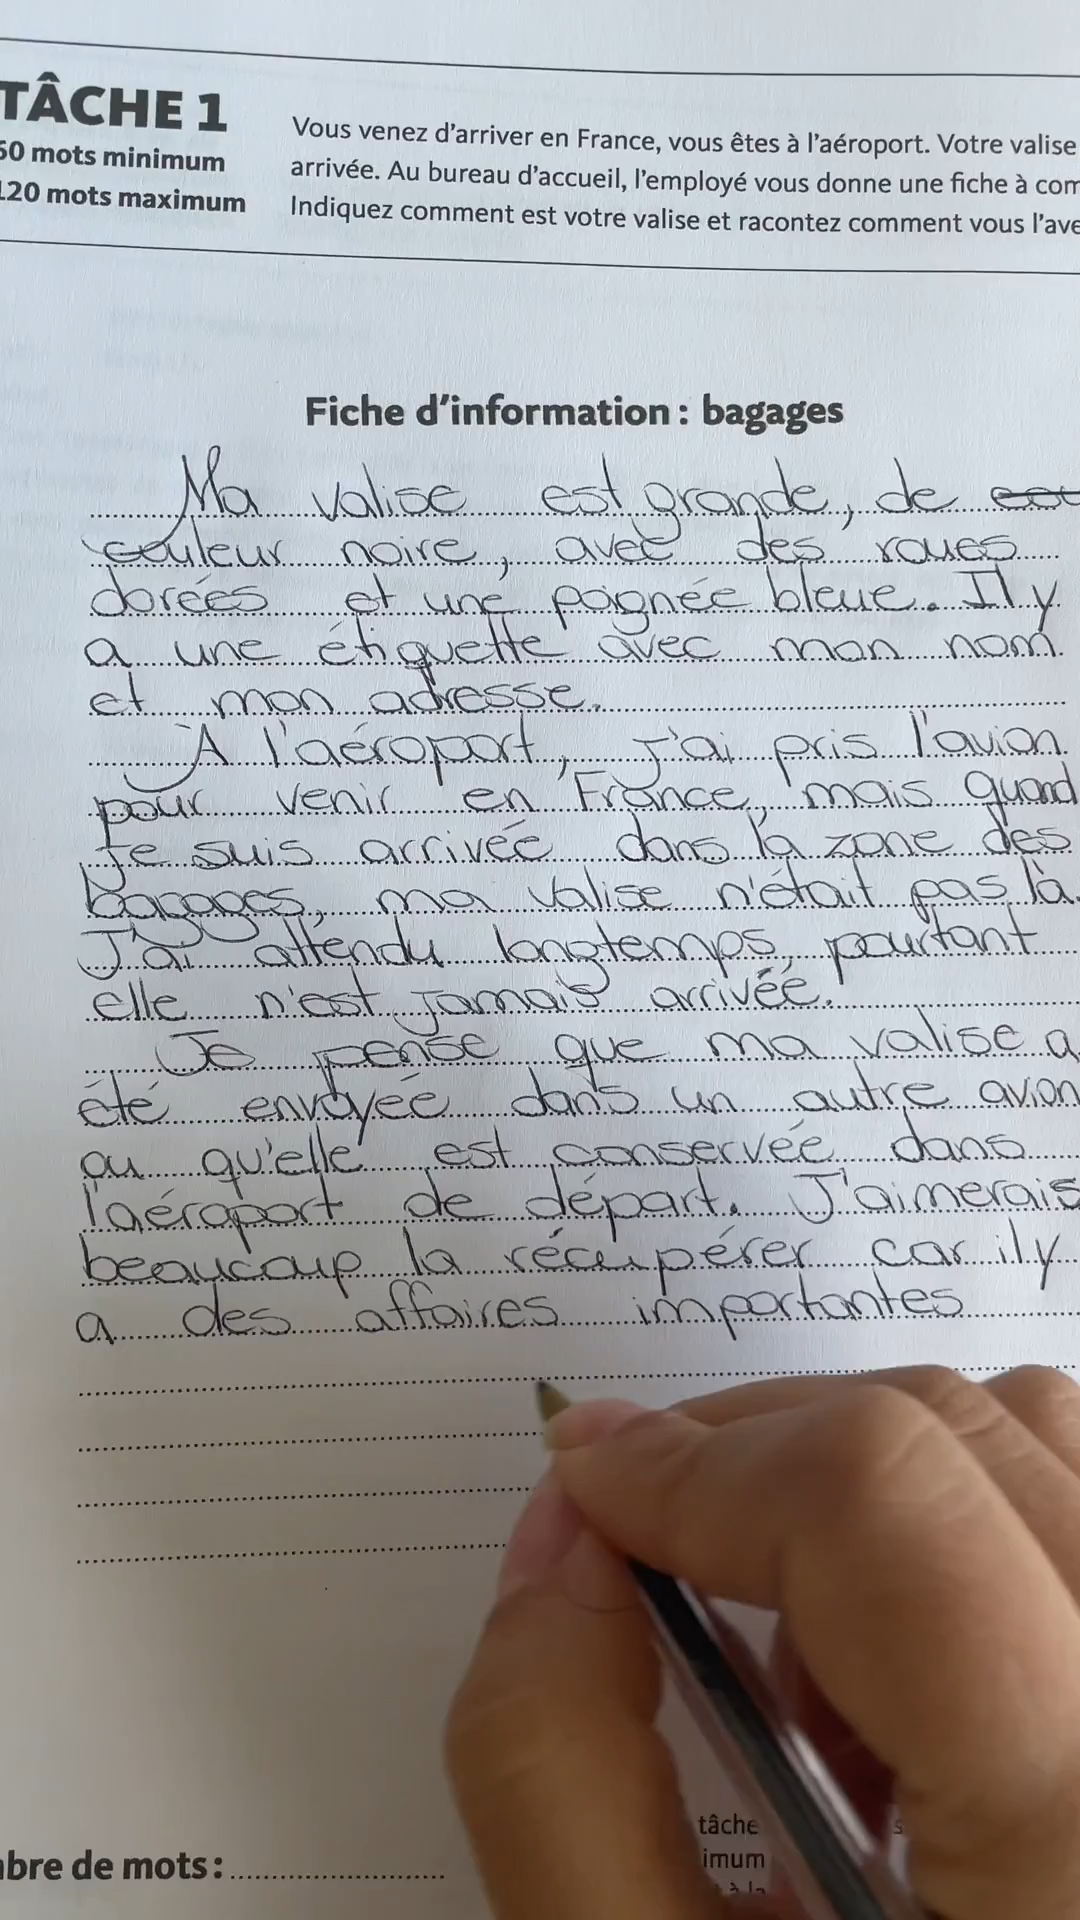 TÂCHE 1
60 mots minimum
120 mots maximum
Vous venez d'arriver en France, vous êtes à l'aéroport. Votre valise
arrivée. Au bureau d'accueil, l'employé vous donne une fiche à com
Indiquez comment est votre valise et racontez comment vous l'ave
Fiche d'information : bagages
Ma valise est grande, de cou
couleur noire, avec des roues
dorées et une poignée bleue. Il y
a une étiquette avec mon nom
et mon adresse.
À l'aéroport, j'ai pris l'avion
pour venir en France, mais quand
je suis arrivée dans la zone des
bagages, ma valise n'était pas là.
J'ai attendu longtemps, pourtant
elle n'est jamais arrivée.
Je pense que ma valise a
été envoyée dans un autre avion
ou qu'elle est conservée dans
l'aéroport de départ. J'aimerais
beaucoup la récupérer car il y
a des affaires importantes
tâche
imum
à la
s
bre de mots :